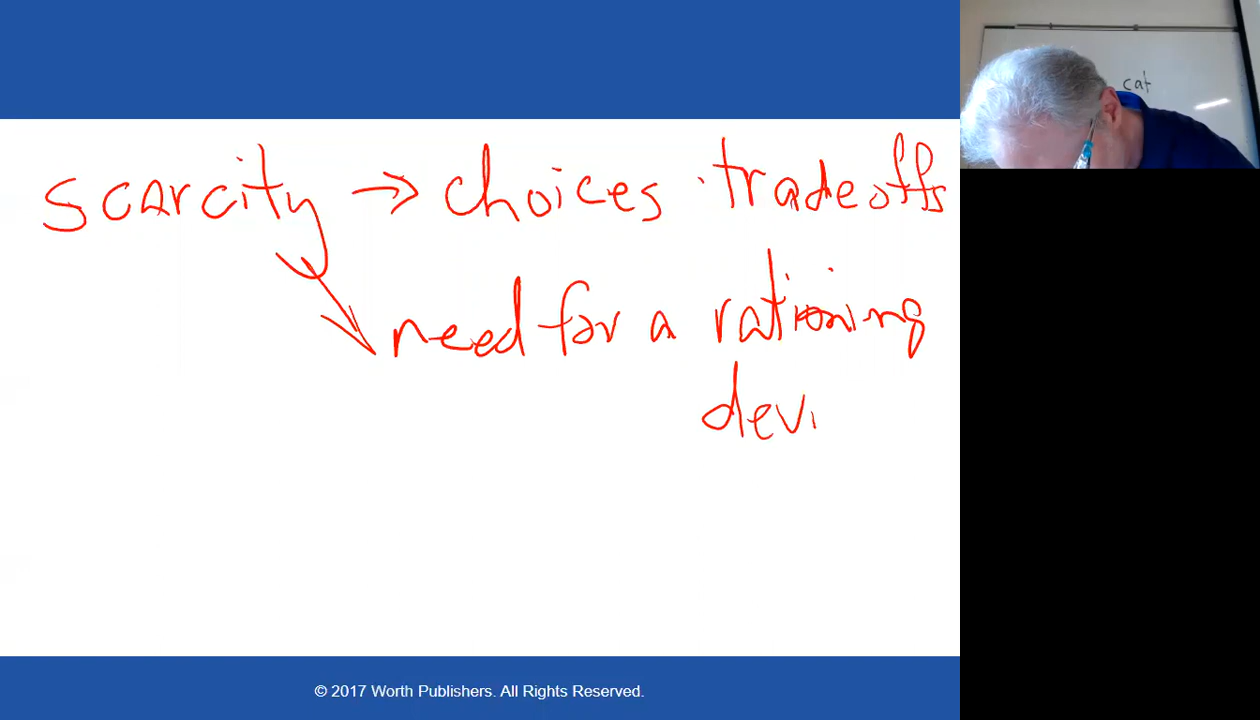 scarcity → choices tradeoffs
need for a rationing
devi
cat
© 2017 Worth Publishers. All Rights Reserved.